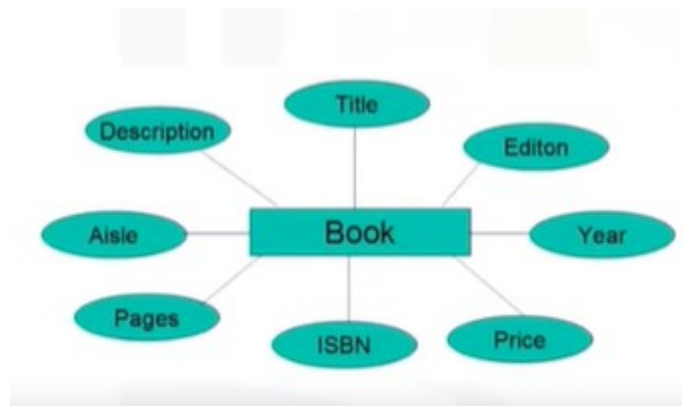 Title
Description
Editon
Aisle
Book
Year
Pages
ISBN
Price